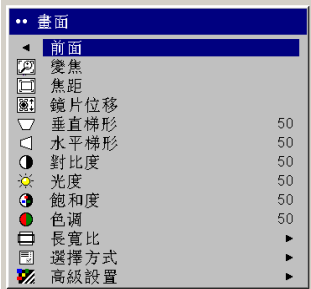 •• 畫面
前面
變焦
焦距
鏡片位移
垂直梯形 50
水平梯形 50
對比度 50
光度 50
飽和度 50
色调 50
長寬比
選擇方式
高級設置